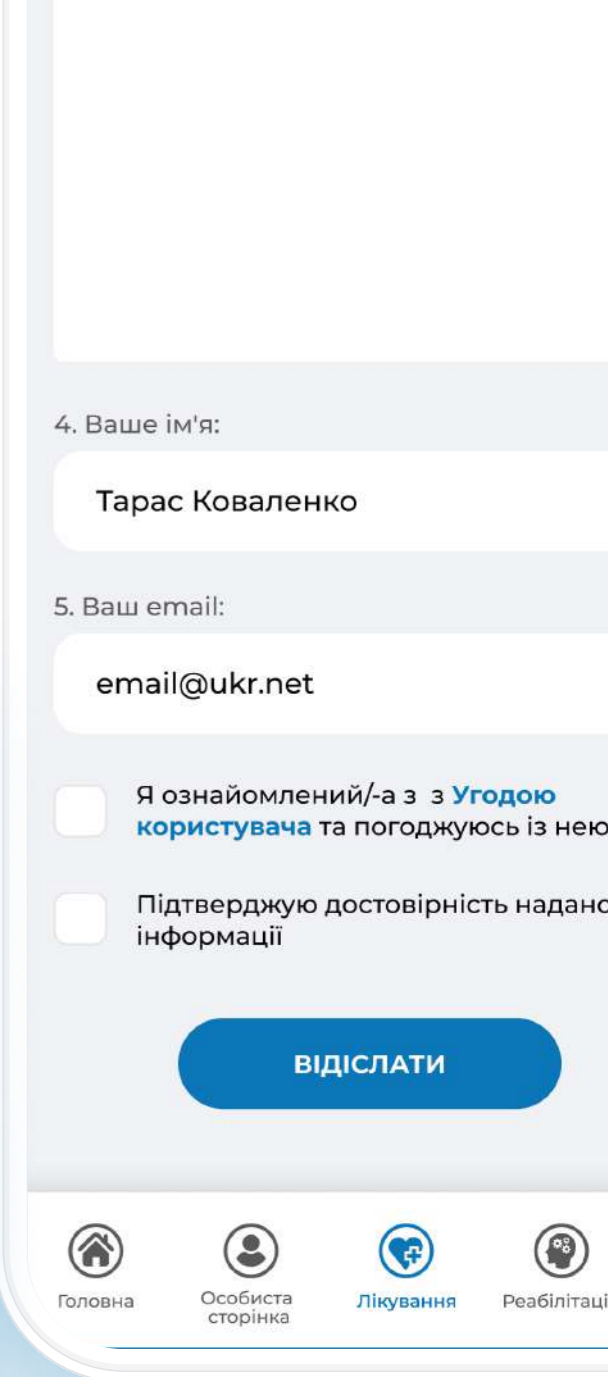 4. Ваше ім'я:
Тарас Коваленко
5. Ваш email:
email@ukr.net
Я ознайомлений/-а з з Угодою
користувача та погоджуюсь із нею
Підтверджую достовірність
інформації
ВІДІСЛАТИ
Головна
Особиста
сторінка
Лікування